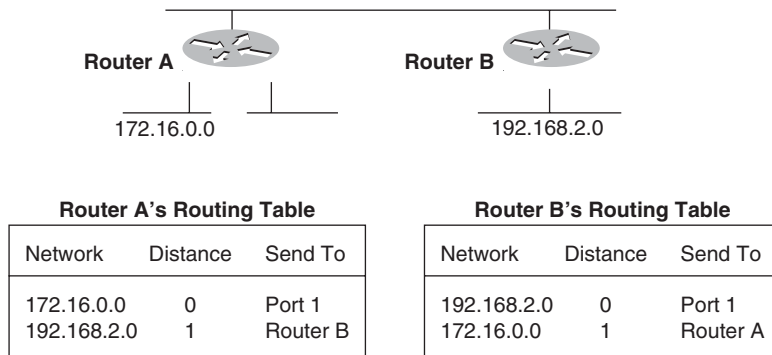 Router A
Router B
172.16.0.0
192.168.2.0
Router A's Routing Table
Network Distance Send To
172.16.0.0 0 Port 1
192.168.2.0 1 Router B
Router B's Routing Table
Network Distance Send To
192.168.2.0 0 Port 1
172.16.0.0 1 Router A